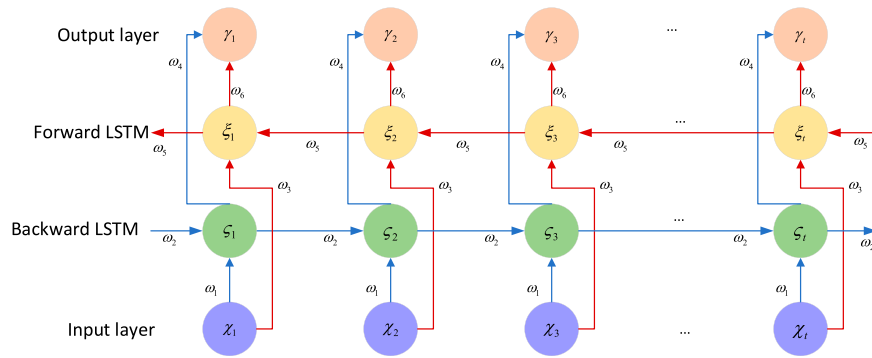 Output layer γ1 γ2 γ3 ... γt
ω4 ω4 ω4 ω4
ω6 ω6 ω6 ω6
Forward LSTM ξ1 ξ2 ξ3 ... ξt
ω5 ω5 ω5 ω5 ω5
ω3 ω3 ω3 ω3
Backward LSTM ς1 ς2 ς3 ... ςt
ω2 ω2 ω2 ω2 ω2
ω1 ω1 ω1 ω1
Input layer χ1 χ2 χ3 ... χt